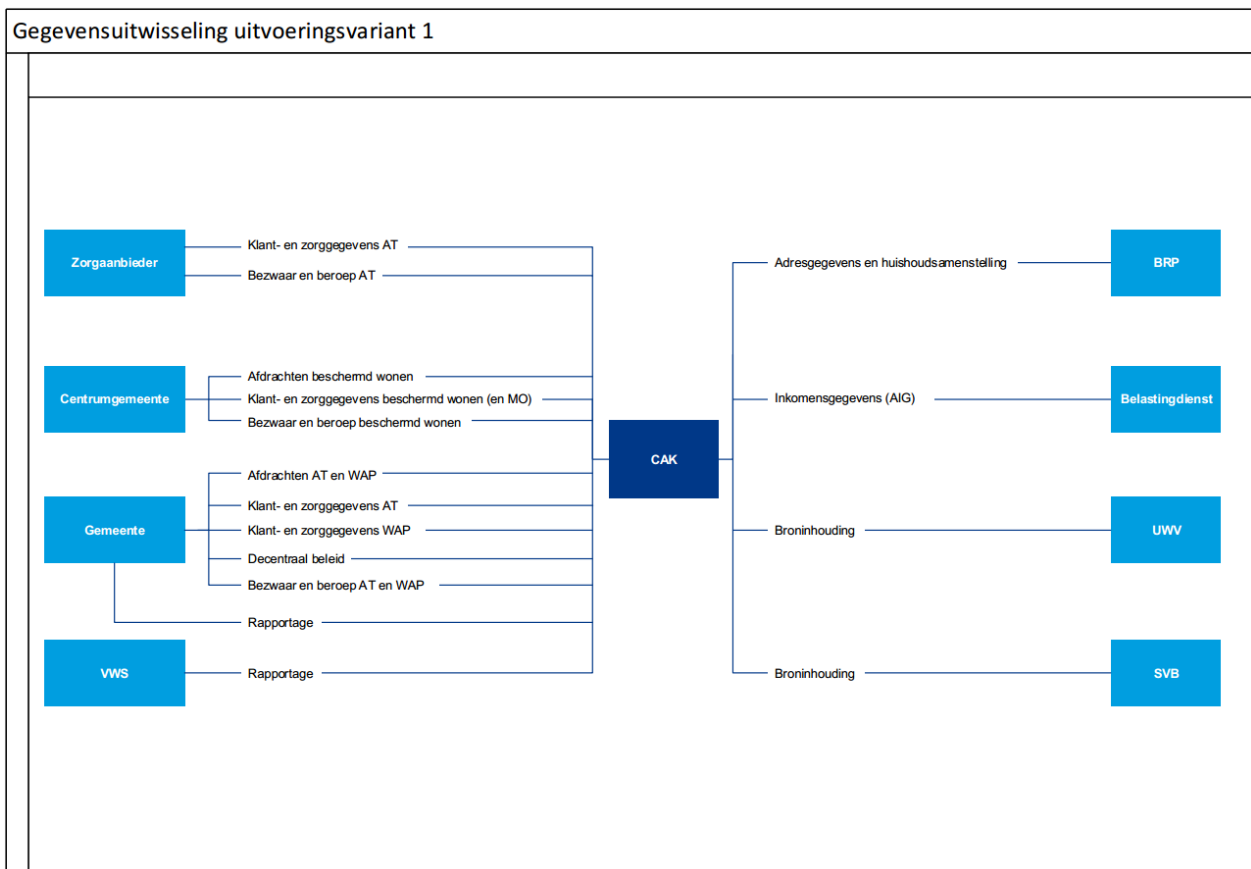 Gegevensuitwisseling uitvoeringsvariant 1
Zorgaanbieder
Klant- en zorggegevens AT
Bezwaar en beroep AT
Centrumgemeente
Afdrachten beschermd wonen
Klant- en zorggegevens beschermd wonen (en MO)
Bezwaar en beroep beschermd wonen
Gemeente
Afdrachten AT en WAP
Klant- en zorggegevens AT
Klant- en zorggegevens WAP
Decentraal beleid
Bezwaar en beroep AT en WAP
Rapportage
VWS
Rapportage
CAK
Adresgegevens en huishoudsamenstelling
BRP
Inkomensgegevens (AIG)
Belastingdienst
Broninhouding
UWV
Broninhouding
SVB